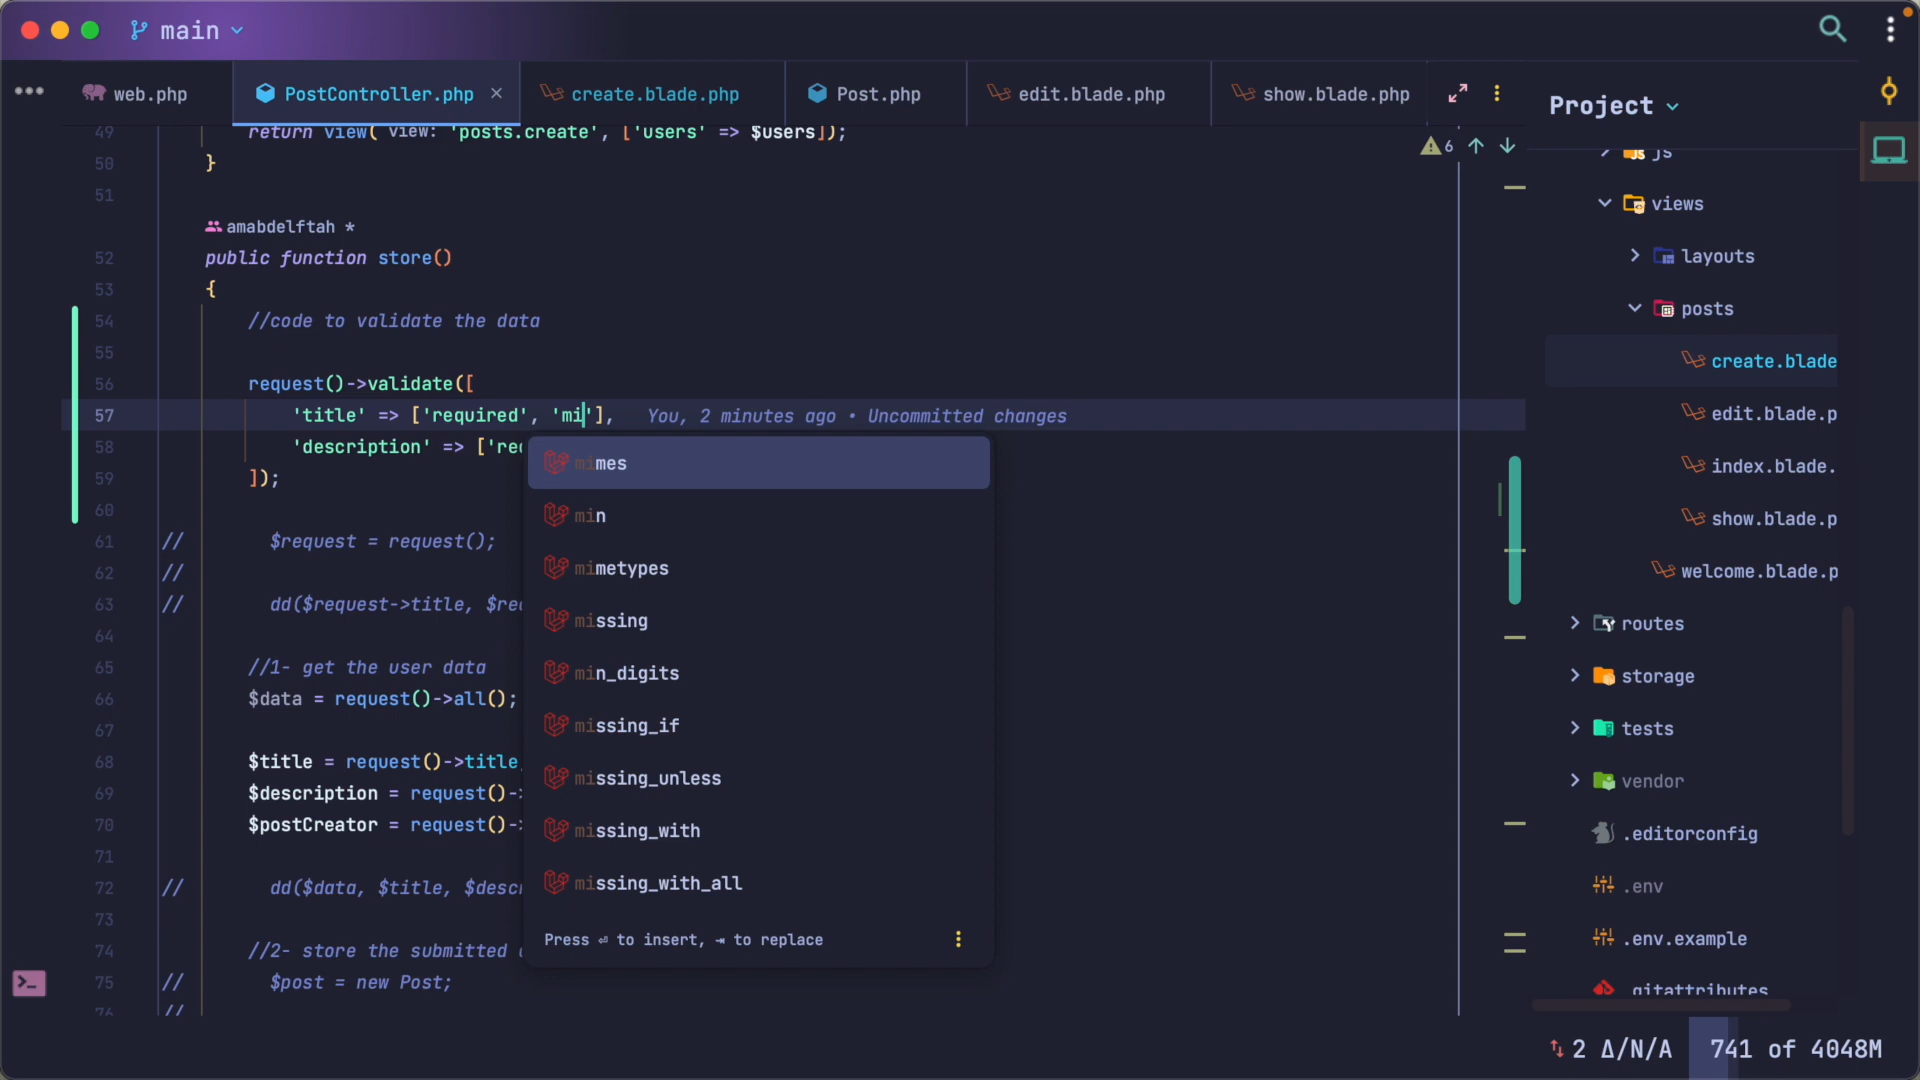 main
web.php
PostController.php
create.blade.php
Post.php
edit.blade.php
show.blade.php
49 return view( view: 'posts.create', ['users' => $users]);
50 }
51
amabdelftah *
52 public function store()
53 {
54 //code to validate the data
55
56 request()->validate([
57 'title' => ['required', 'mi'], You, 2 minutes ago • Uncommitted changes
58 'description' => ['rec
59 ]);
60
61 // $request = request();
62 //
63 // dd($request->title, $rec
64
65 //1- get the user data
66 $data = request()->all();
67
68 $title = request()->title
69 $description = request()->
70 $postCreator = request()->
71
72 // dd($data, $title, $desc
73
74 //2- store the submitted
75 // $post = new Post;
76 //
mimes
min
mimetypes
missing
min_digits
missing_if
missing_unless
missing_with
missing_with_all
Press ⏎ to insert, ⇥ to replace
6
Project
js
views
layouts
posts
create.blade
edit.blade.p
index.blade.
show.blade.p
welcome.blade.p
routes
storage
tests
vendor
.editorconfig
.env
.env.example
.gitattributes
2 Δ/N/A
741 of 4048M